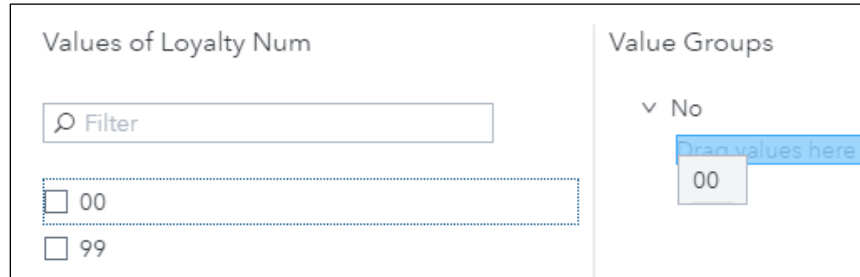 Values of Loyalty Num
Filter
00
99
Value Groups
No
Drag values here
00